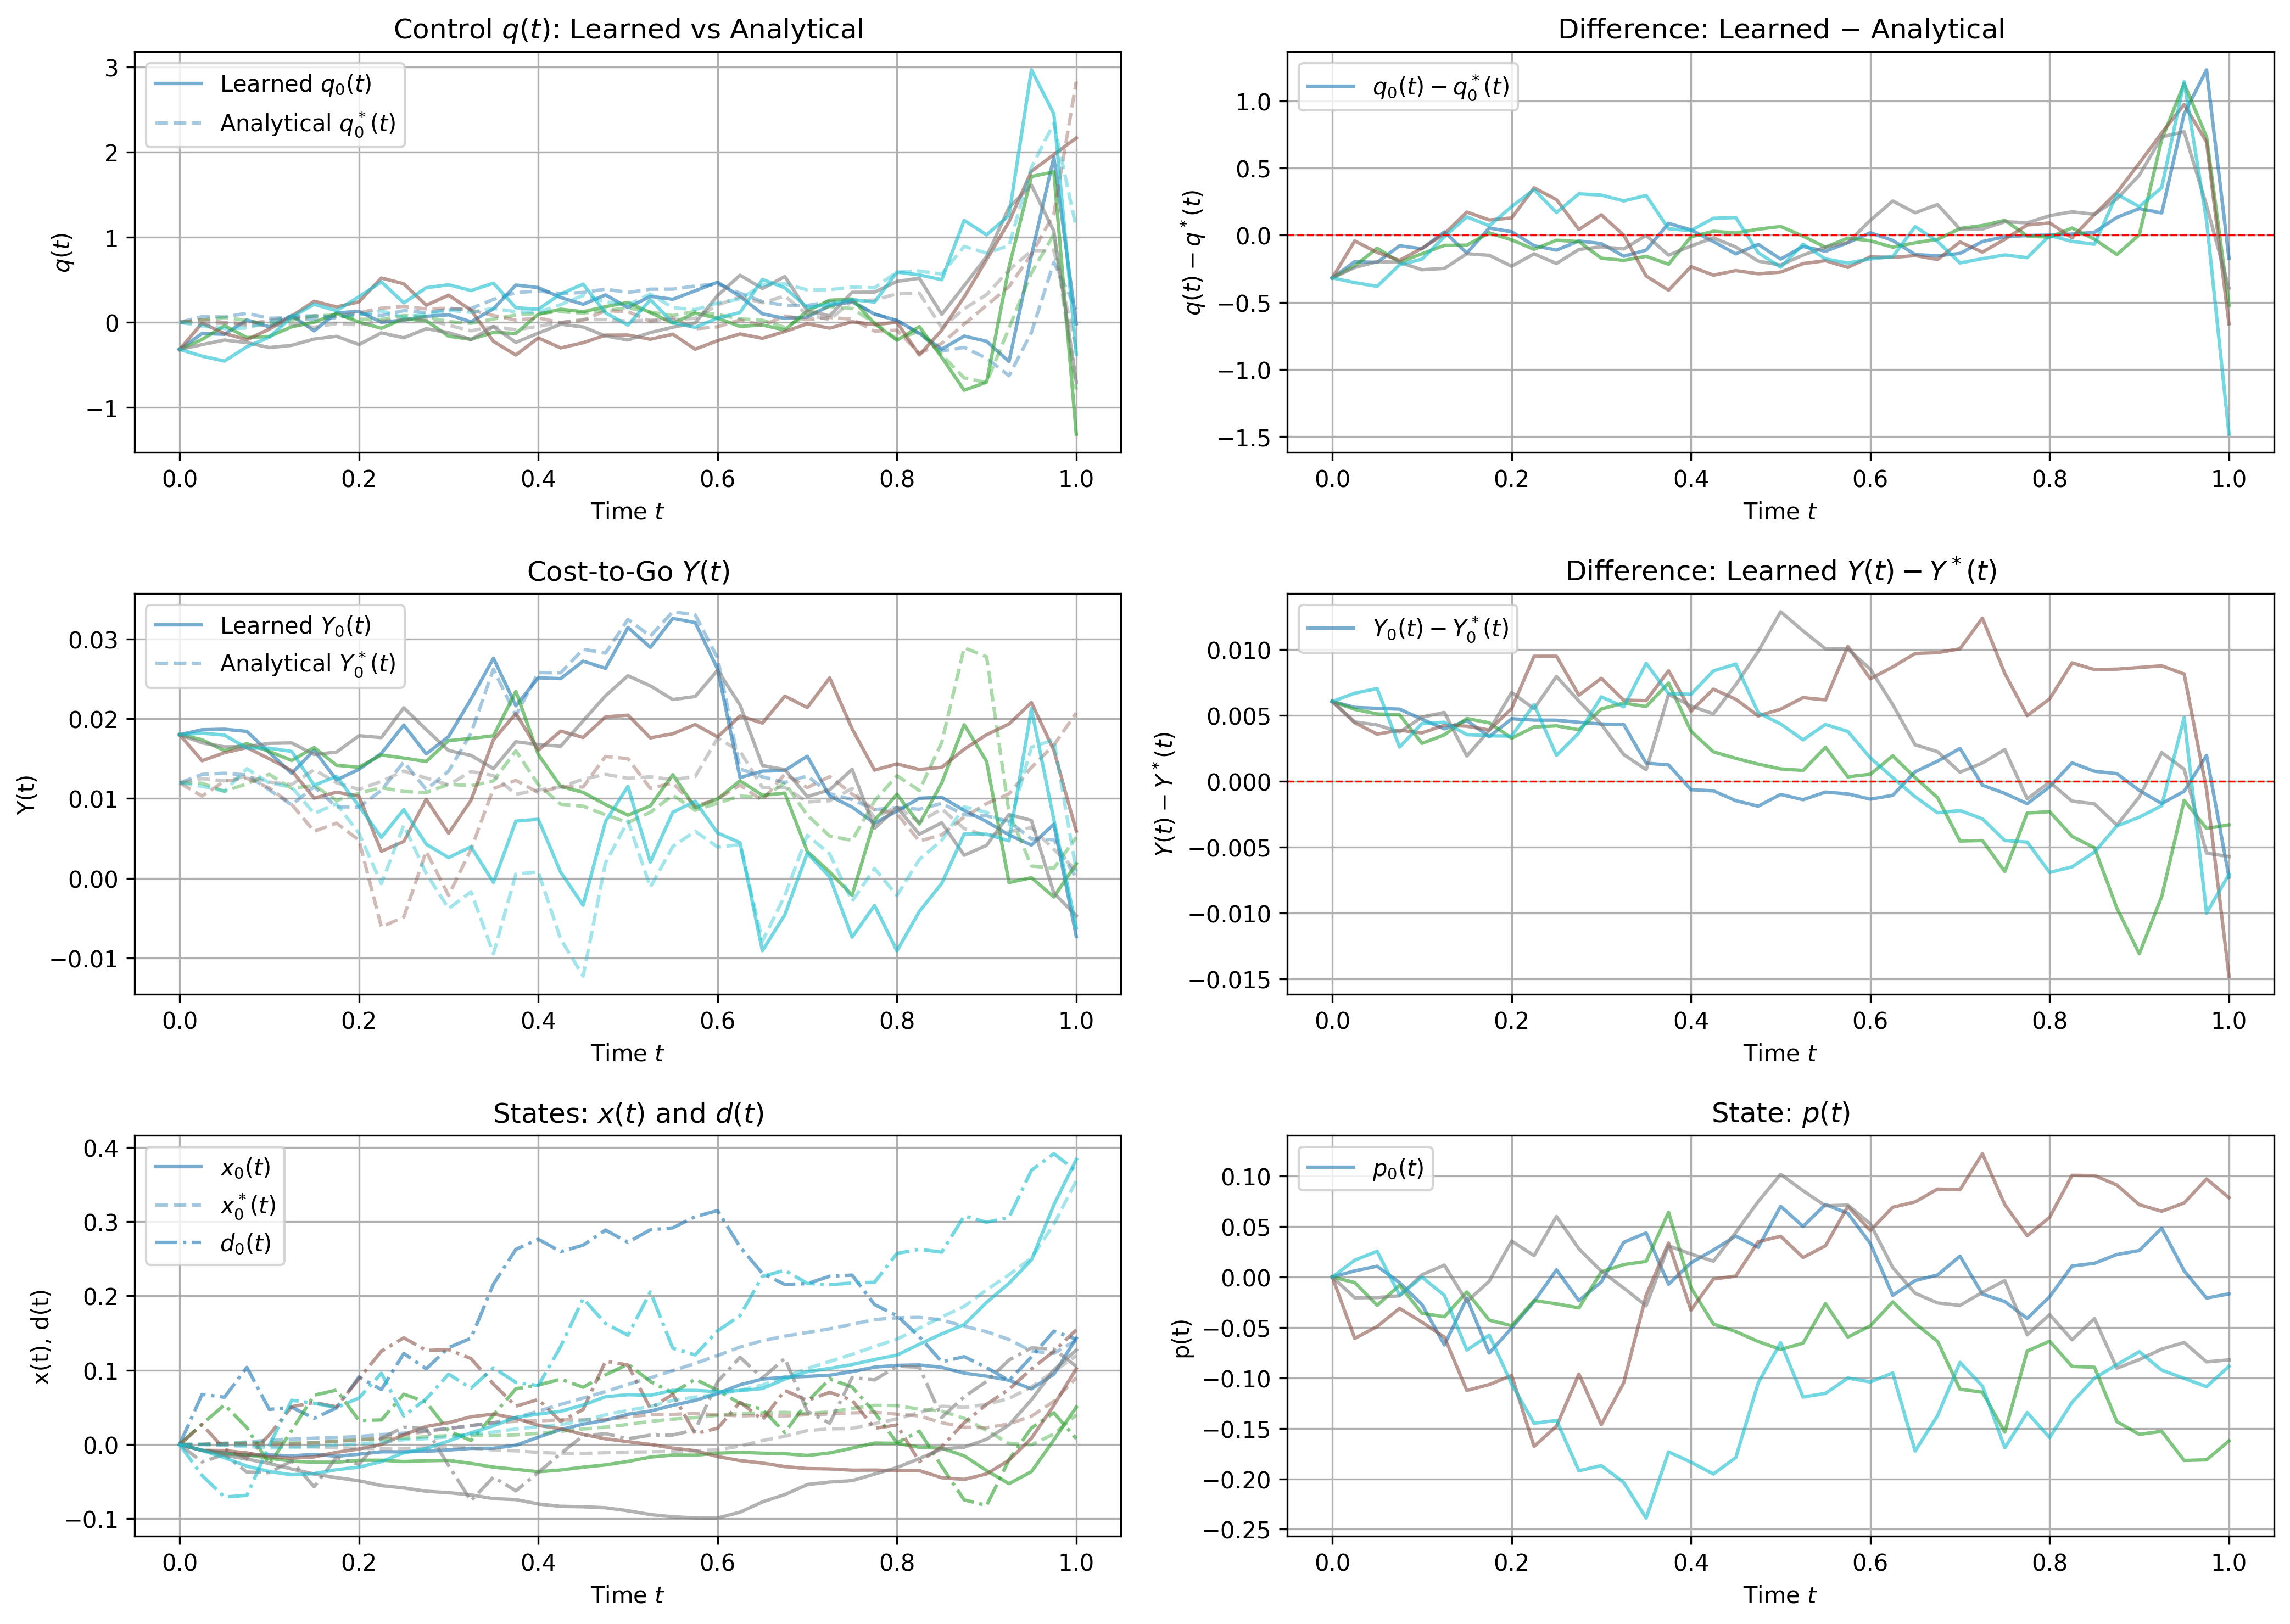 Control q(t): Learned vs Analytical
Learned q₀(t)
Analytical q₀*(t)
q(t)
3
2
1
0
−1
0.0 0.2 0.4 0.6 0.8 1.0
Time t
Difference: Learned − Analytical
q₀(t) − q₀*(t)
q(t) − q*(t)
1.0
0.5
0.0
−0.5
−1.0
−1.5
0.0 0.2 0.4 0.6 0.8 1.0
Time t
Cost-to-Go Y(t)
Learned Y₀(t)
Analytical Y₀*(t)
Y(t)
0.03
0.02
0.01
0.00
−0.01
0.0 0.2 0.4 0.6 0.8 1.0
Time t
Difference: Learned Y(t) − Y*(t)
Y₀(t) − Y₀*(t)
Y(t) − Y*(t)
0.010
0.005
0.000
−0.005
−0.010
−0.015
0.0 0.2 0.4 0.6 0.8 1.0
Time t
States: x(t) and d(t)
x₀(t)
x₀*(t)
d₀(t)
x(t), d(t)
0.4
0.3
0.2
0.1
0.0
−0.1
0.0 0.2 0.4 0.6 0.8 1.0
Time t
State: p(t)
p₀(t)
p(t)
0.10
0.05
0.00
−0.05
−0.10
−0.15
−0.20
−0.25
0.0 0.2 0.4 0.6 0.8 1.0
Time t